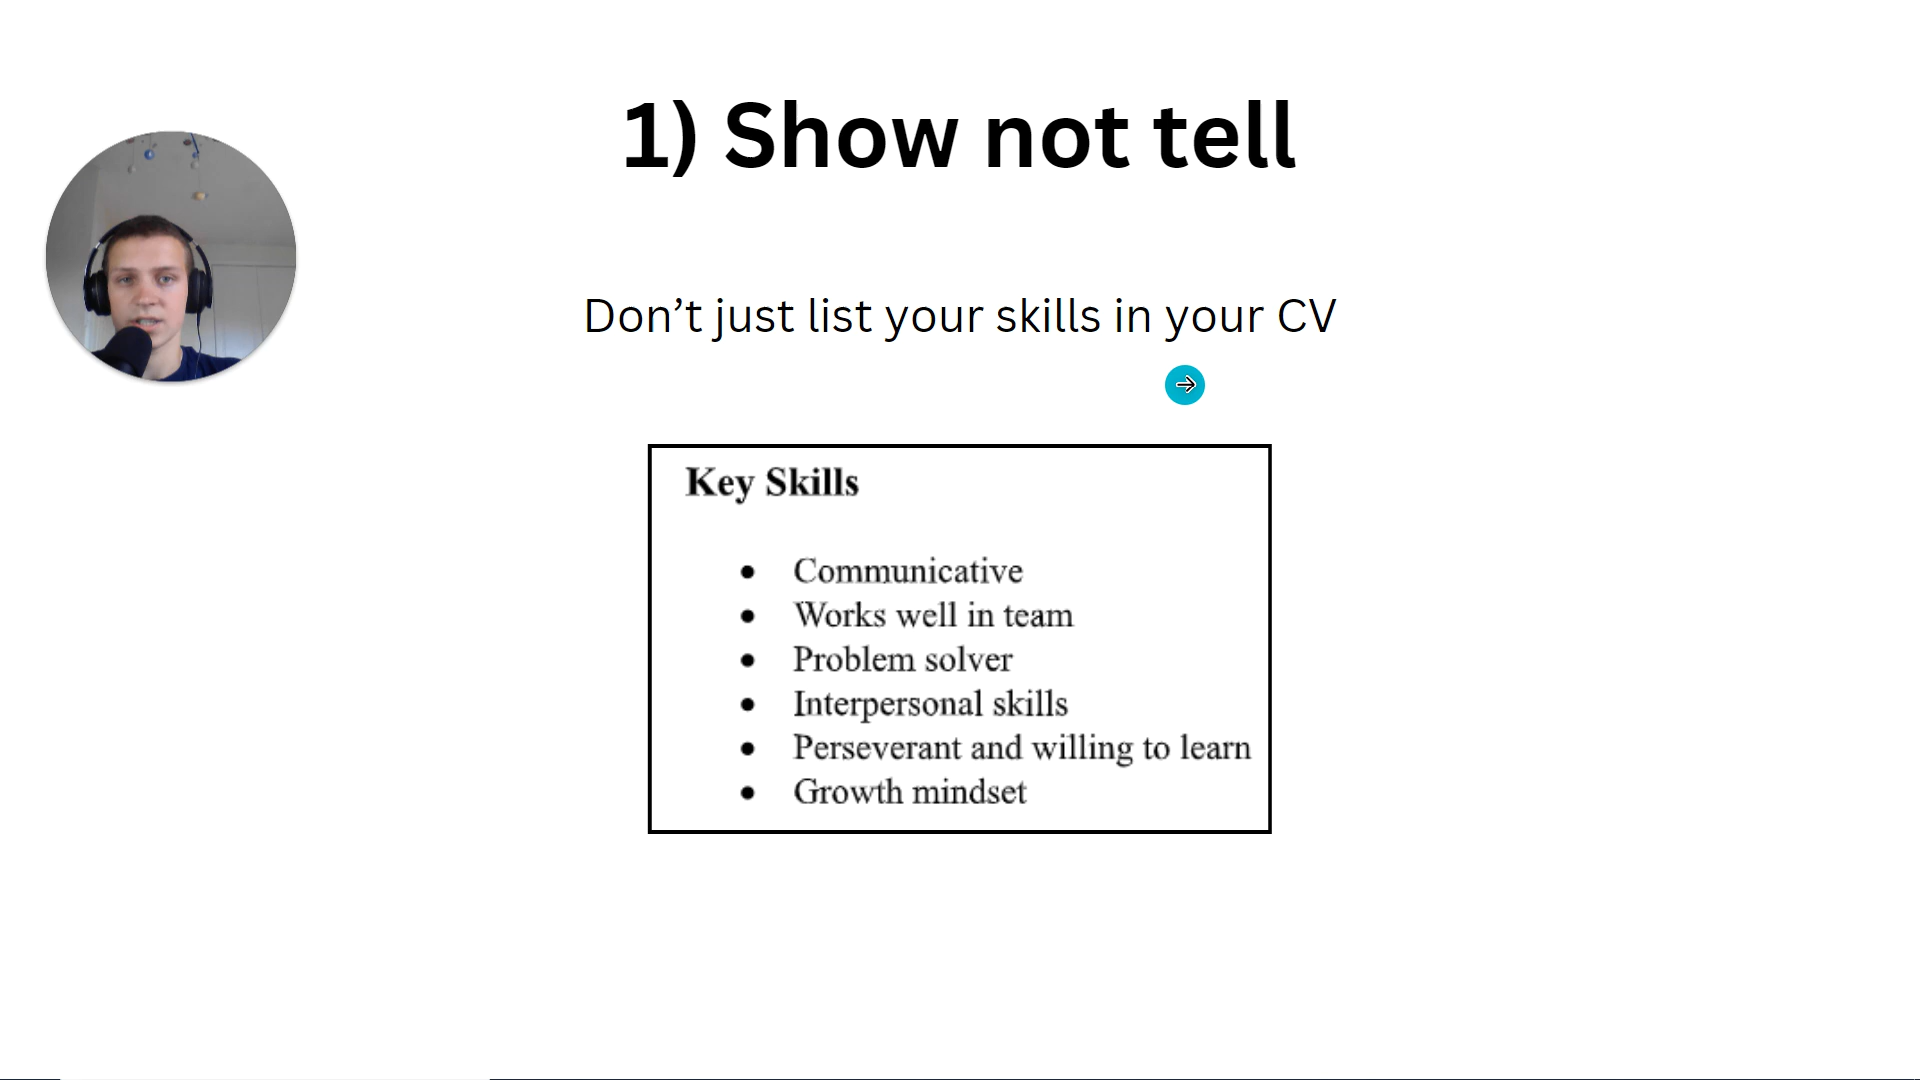 1) Show not tell
Don’t just list your skills in your CV
Key Skills
• Communicative
• Works well in team
• Problem solver
• Interpersonal skills
• Perseverant and willing to learn
• Growth mindset